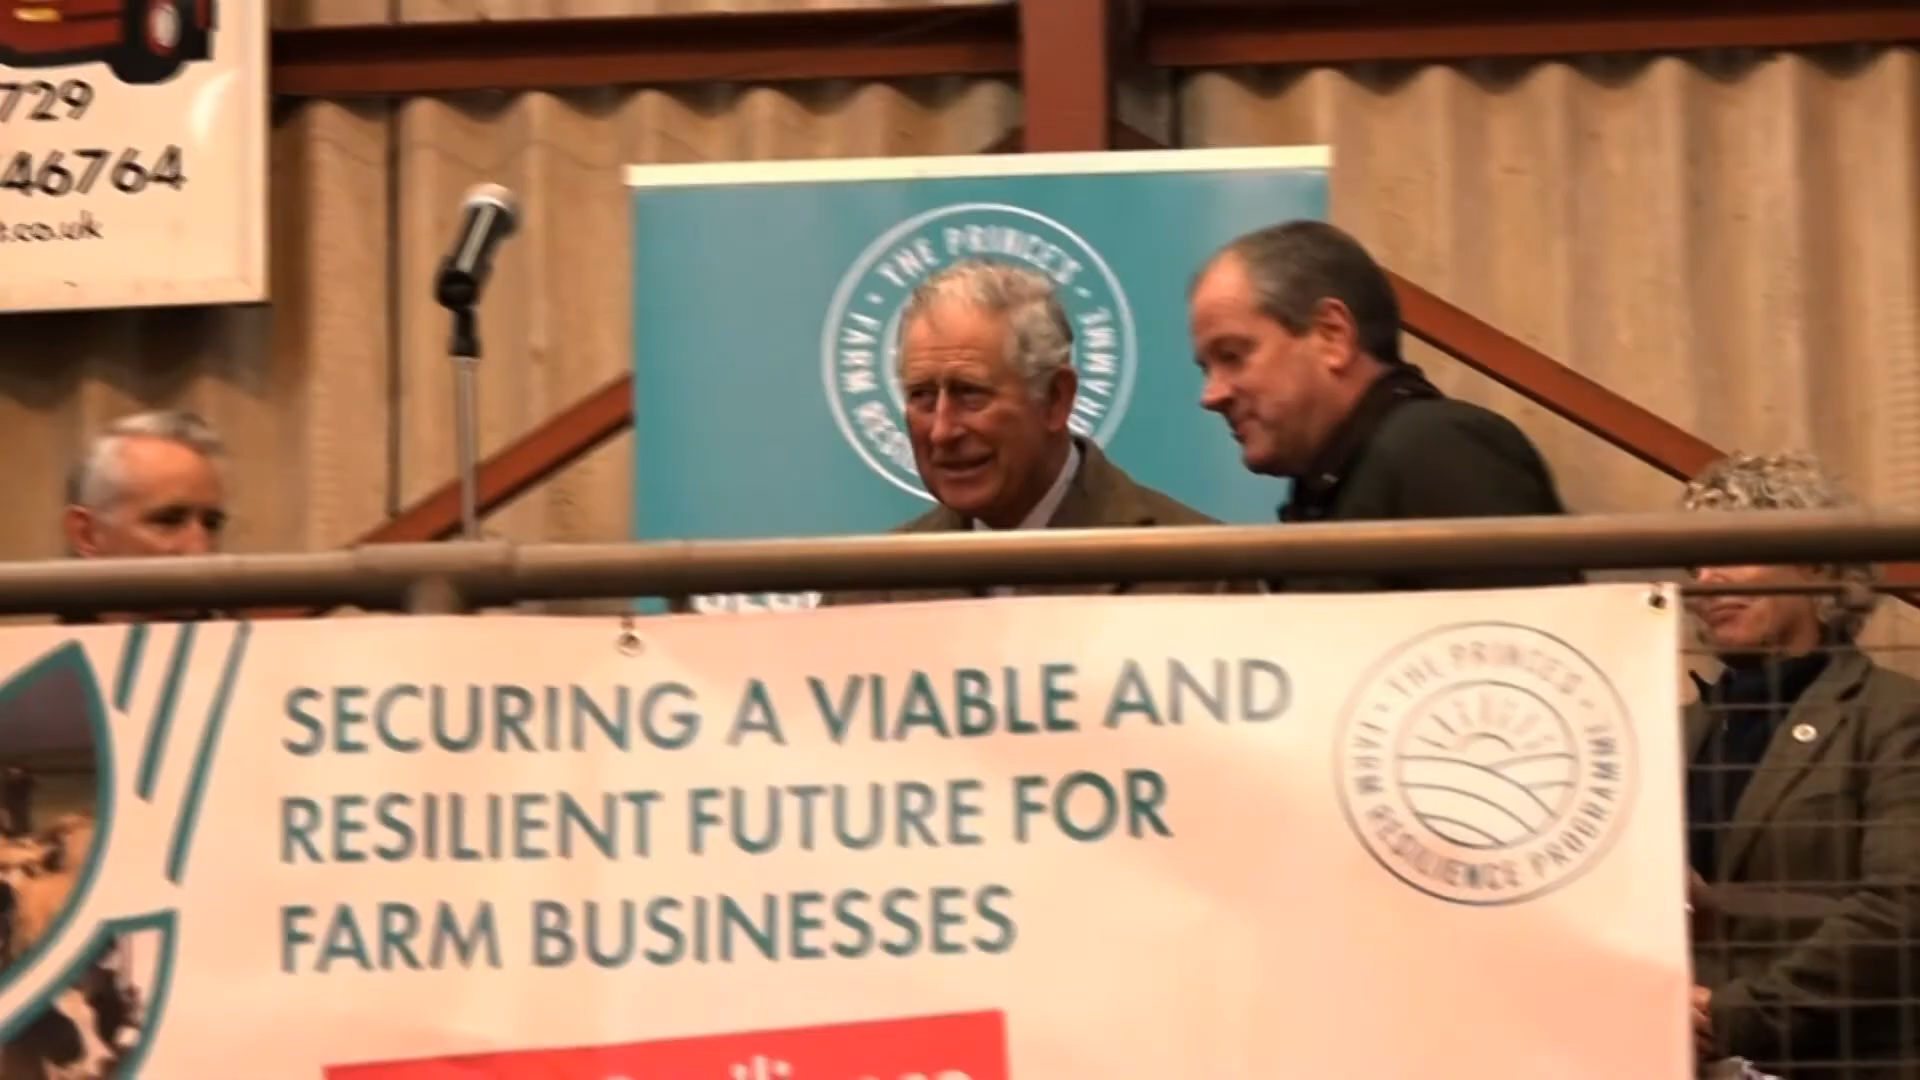 729
46764
.co.uk
THE PRINCE'S
FARM
SECURING A VIABLE AND
RESILIENT FUTURE FOR
FARM BUSINESSES
THE PRINCE'S
FARM RESILIENCE PROGRAMME